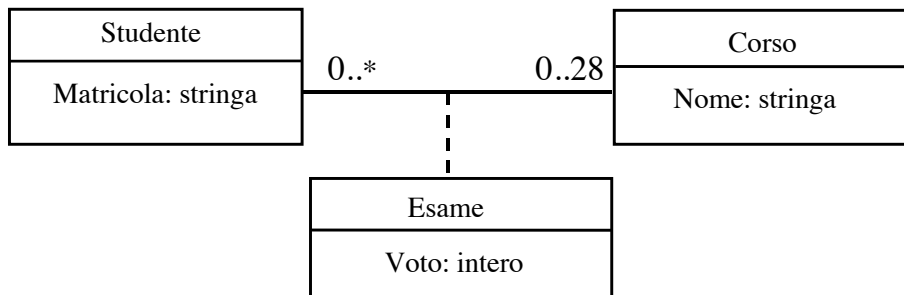 Studente
Corso
0..*
0..28
Matricola: stringa
Nome: stringa
Esame
Voto: intero